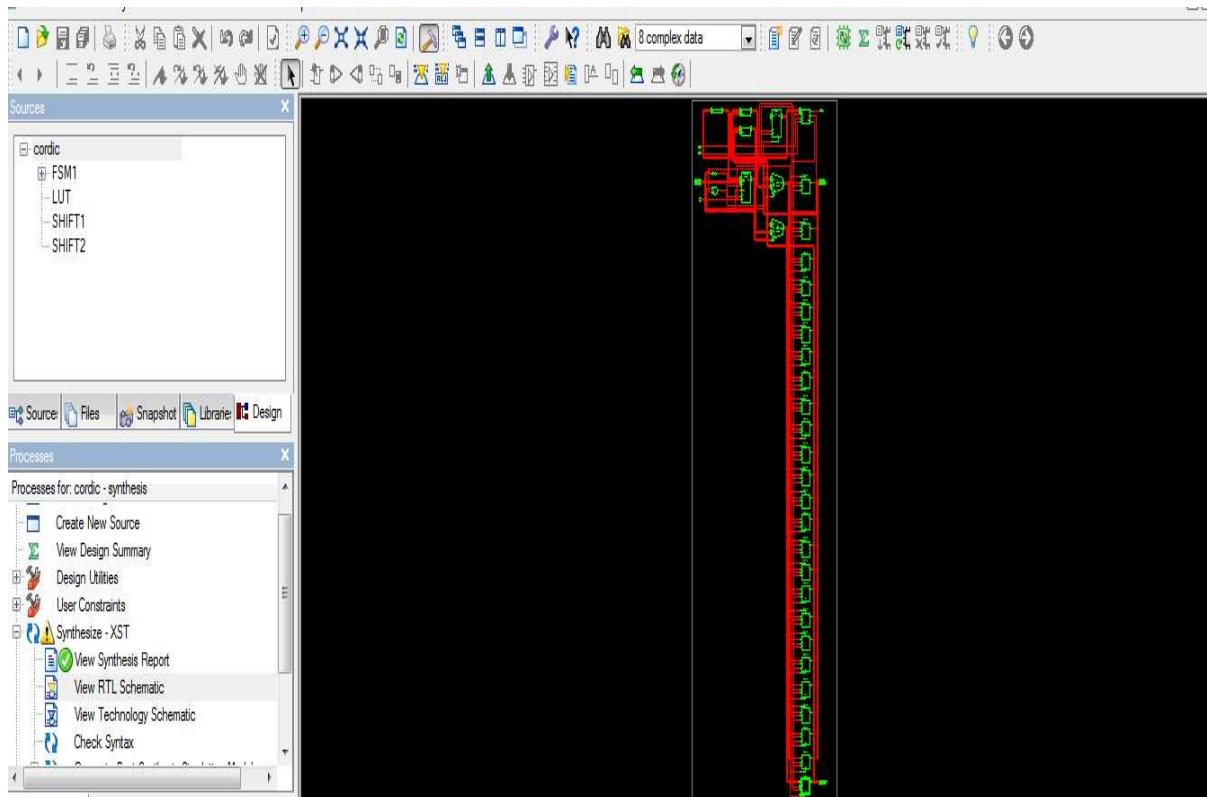 8 complex data
Sources
cordic
FSM1
LUT
SHIFT1
SHIFT2
Source Files Snapshot Librarie Design
Processes
Processes for: cordic - synthesis
Create New Source
View Design Summary
Design Utilities
User Constraints
Synthesize - XST
View Synthesis Report
View RTL Schematic
View Technology Schematic
Check Syntax